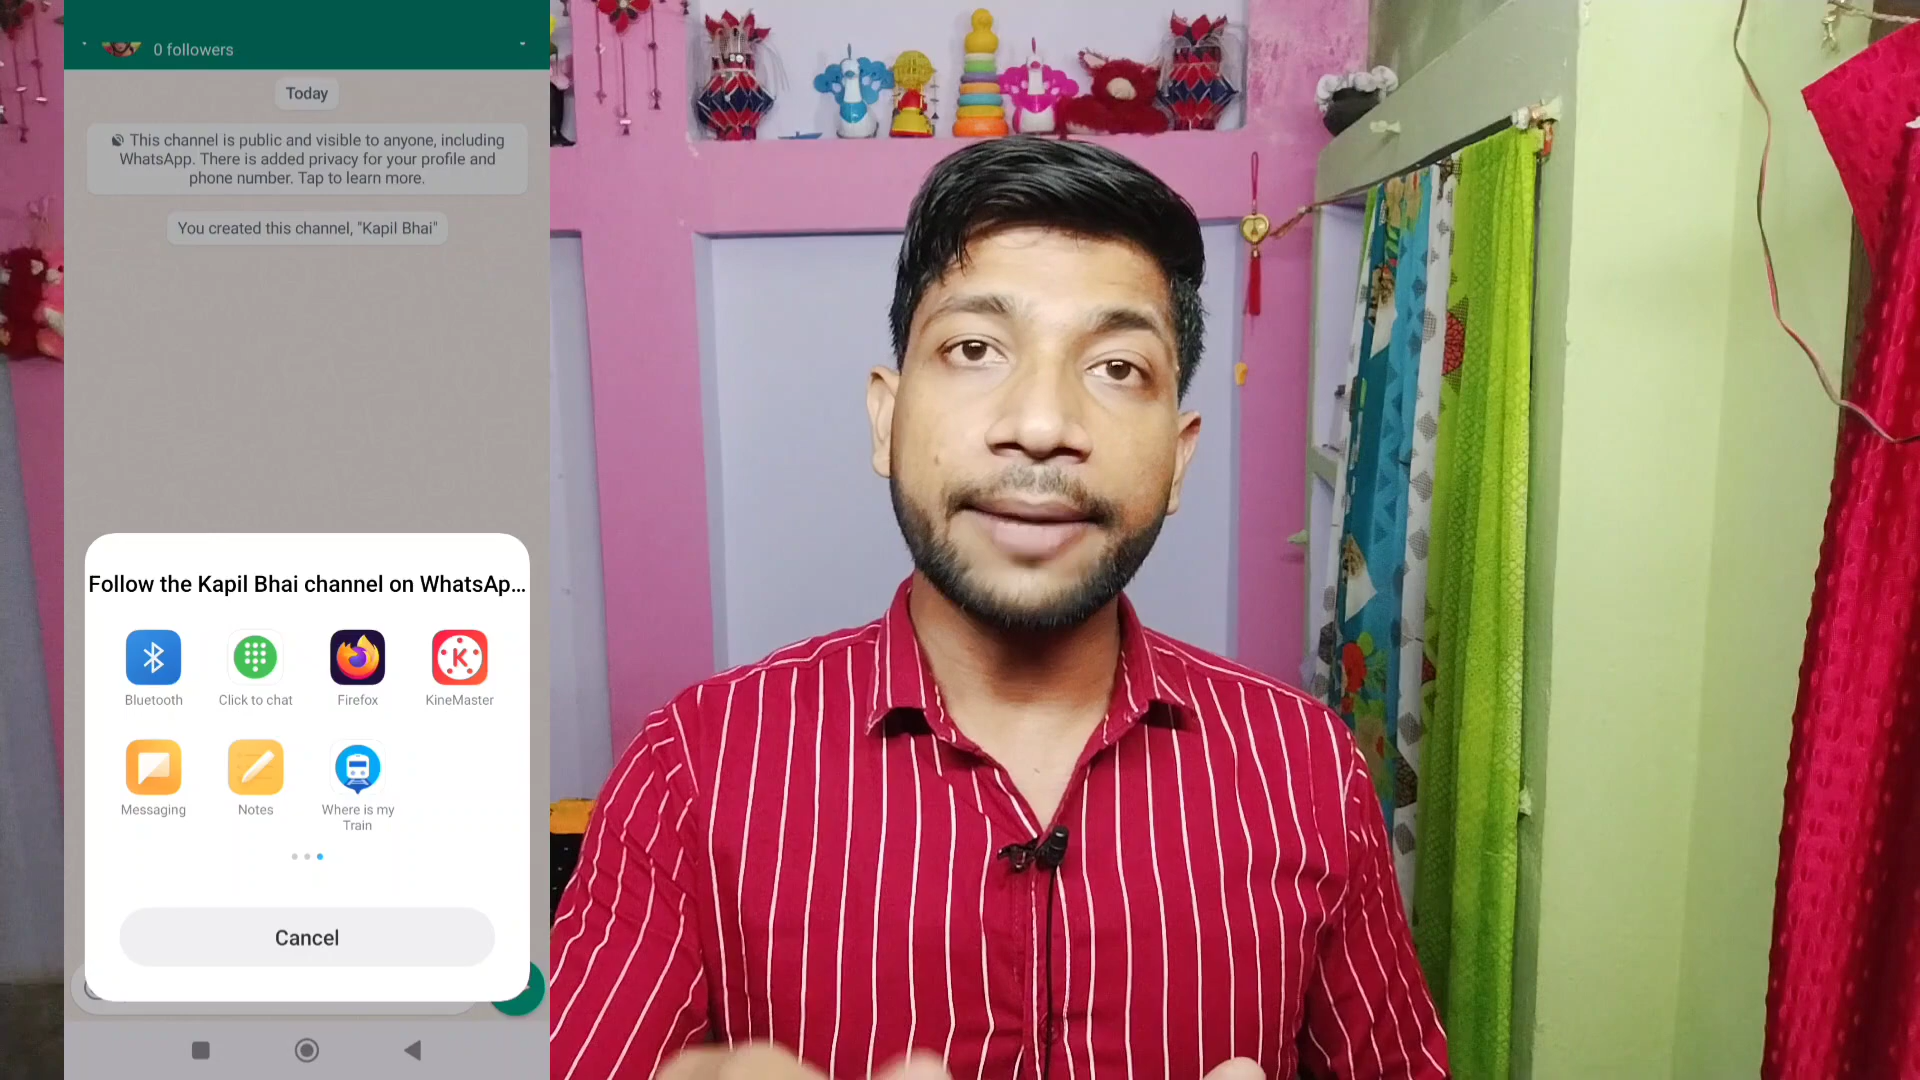 0 followers
Today
This channel is public and visible to anyone, including
WhatsApp. There is added privacy for your profile and
phone number. Tap to learn more.
You created this channel, "Kapil Bhai"
Follow the Kapil Bhai channel on WhatsAp...
Bluetooth
Click to chat
Firefox
KineMaster
Messaging
Notes
Where is my
Train
Cancel